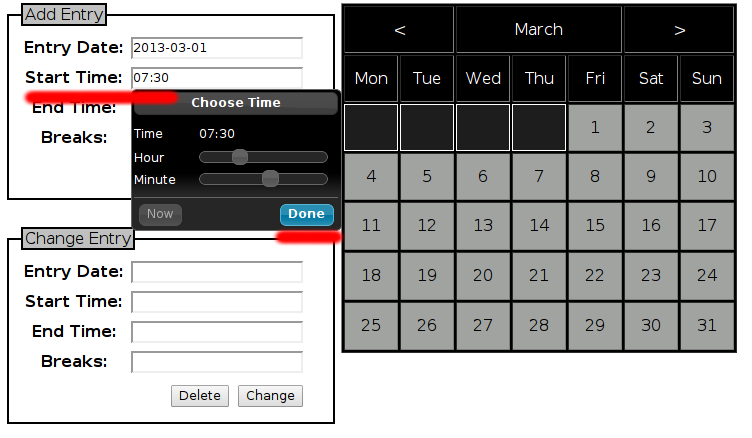 Add Entry
Entry Date: 2013-03-01
Start Time: 07:30
End Time:
Breaks:
Choose Time
Time 07:30
Hour
Minute
Now Done
Change Entry
Entry Date:
Start Time:
End Time:
Breaks:
Delete Change
< March >
Mon Tue Wed Thu Fri Sat Sun
1 2 3
4 5 6 7 8 9 10
11 12 13 14 15 16 17
18 19 20 21 22 23 24
25 26 27 28 29 30 31